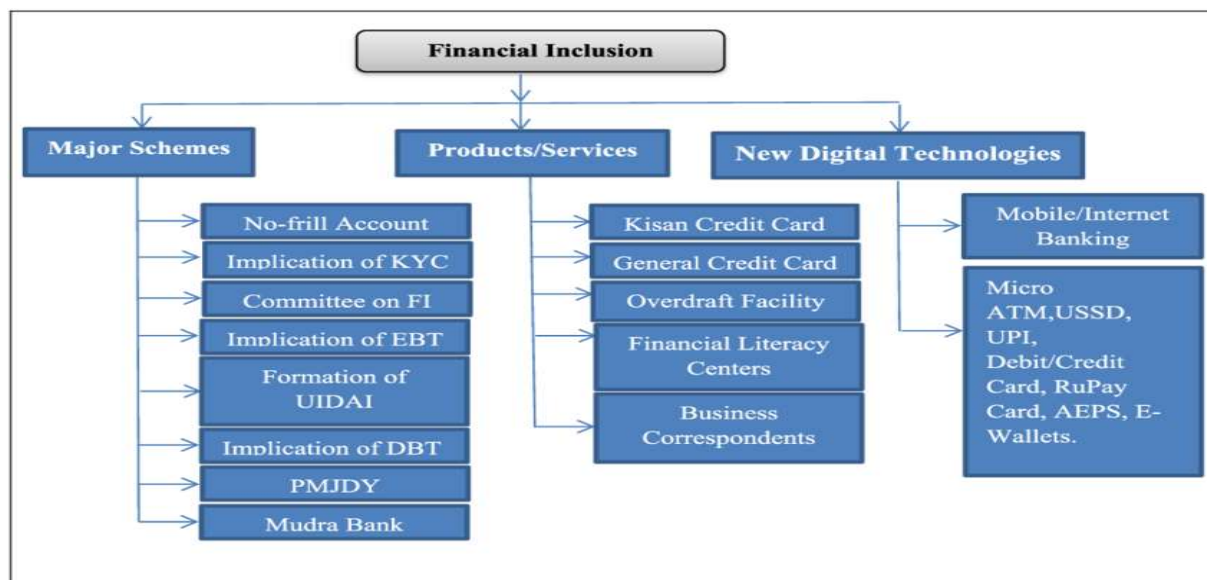 Financial Inclusion
Major Schemes
No-frill Account
Implication of KYC
Committee on FI
Implication of EBT
Formation of
UIDAI
Implication of DBT
PMJDY
Mudra Bank
Products/Services
Kisan Credit Card
General Credit Card
Overdraft Facility
Financial Literacy
Centers
Business
Correspondents
New Digital Technologies
Mobile/Internet
Banking
Micro
ATM,USSD,
UPI,
Debit/Credit
Card, RuPay
Card, AEPS, E-
Wallets.